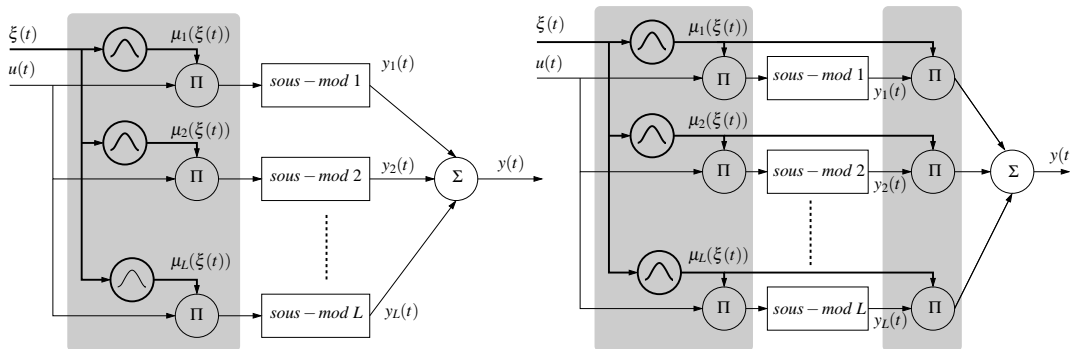 ξ(t)
μ₁(ξ(t))
u(t)
Π
sous − mod 1
y₁(t)
μ₂(ξ(t))
Π
sous − mod 2
y₂(t)
Σ
y(t)
μL(ξ(t))
Π
sous − mod L
yL(t)
ξ(t)
μ₁(ξ(t))
u(t)
Π
sous − mod 1
y₁(t)
Π
μ₂(ξ(t))
Π
sous − mod 2
y₂(t)
Π
Σ
y(t
μL(ξ(t))
Π
sous − mod L
yL(t)
Π